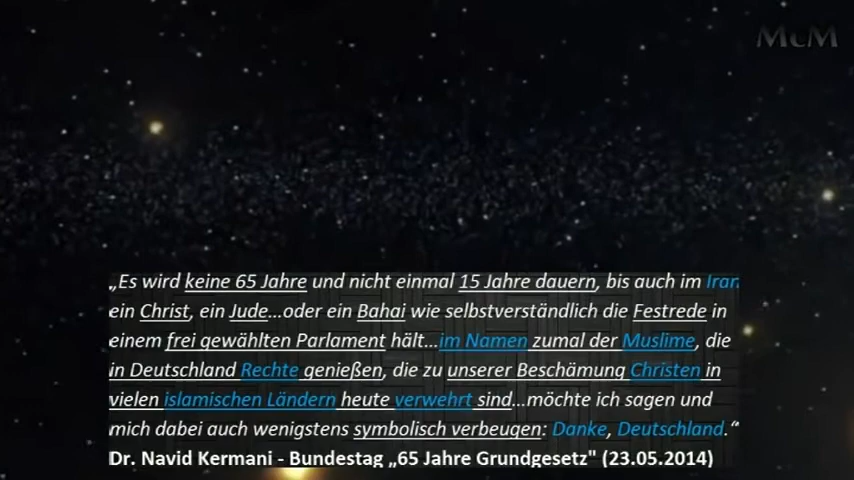 McM
„Es wird keine 65 Jahre und nicht einmal 15 Jahre dauern, bis auch im Iran
ein Christ, ein Jude...oder ein Bahai wie selbstverständlich die Festrede in
einem frei gewählten Parlament hält...im Namen zumal der Muslime, die
in Deutschland Rechte genießen, die zu unserer Beschämung Christen in
vielen islamischen Ländern heute verwehrt sind...möchte ich sagen und
mich dabei auch wenigstens symbolisch verbeugen: Danke, Deutschland.“
Dr. Navid Kermani - Bundestag „65 Jahre Grundgesetz" (23.05.2014)